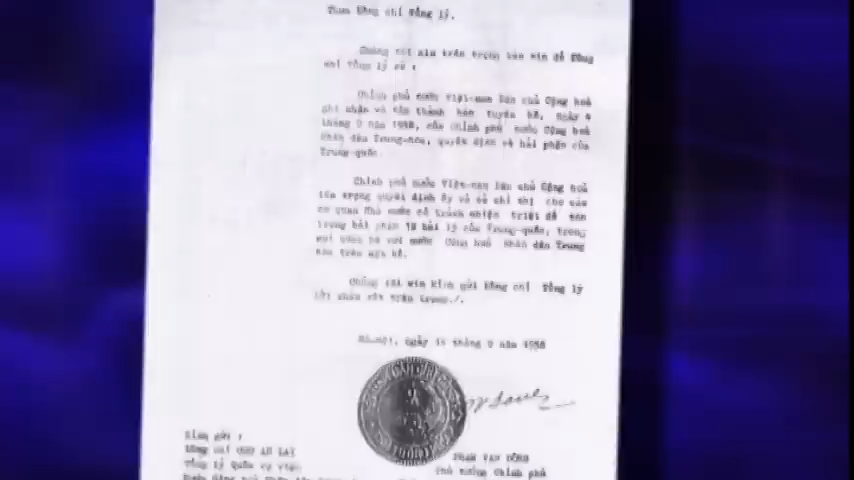 Thưa Đồng chí Tổng lý,
Chúng tôi xin trân trọng báo tin để Đồng
chí Tổng lý rõ :
Chính phủ nước Việt-nam Dân chủ Cộng hoà
ghi nhận và tán thành bản tuyên bố, ngày 4
tháng 9 năm 1958, của Chính phủ nước Cộng hoà
Nhân dân Trung-hoa, quyết định về hải phận của
Trung-quốc.
Chính phủ nước Việt-nam Dân chủ Cộng hoà
tôn trọng quyết định ấy và sẽ chỉ thị cho các
cơ quan Nhà nước có trách nhiệm triệt để tôn
trọng hải phận 12 hải lý của Trung-quốc, trong
mọi quan hệ với nước Cộng hoà Nhân dân Trung
hoa trên mặt bể.
Chúng tôi xin kính gửi Đồng chí Tổng lý
lời chào rất trân trọng./.
Hà-nội, ngày 14 tháng 9 năm 1958
Kính gửi :
Đồng chí CHU AN LAI
Tổng lý Quốc vụ viện
PHAM VAN DONG
Thủ tướng Chính phủ